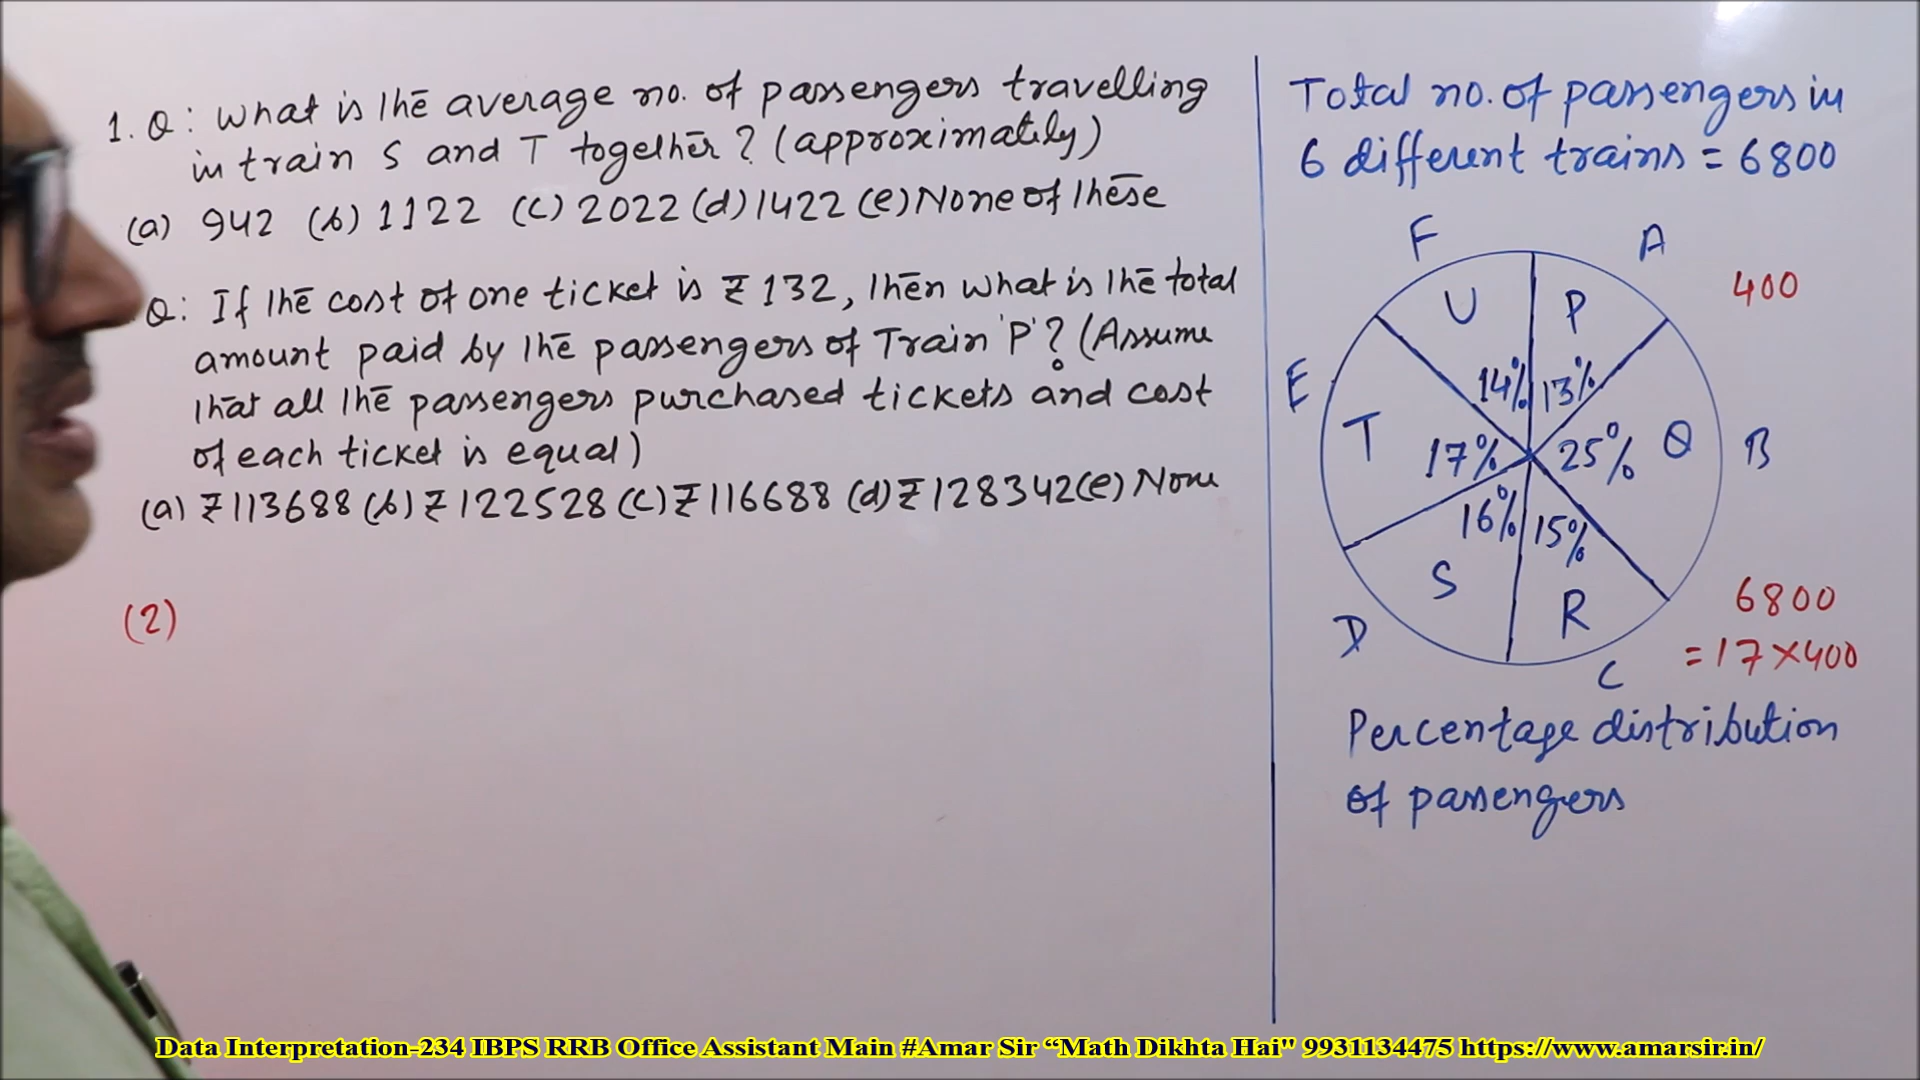 1. Q: What is the average no. of passengers travelling
in train S and T together? (approximately)
(a) 942 (b) 1122 (c) 2022 (d) 1422 (e) None of these
. Q: If the cost of one ticket is ₹ 132, then what is the total
amount paid by the passengers of Train 'P'? (Assume
that all the passengers purchased tickets and cost
of each ticket is equal)
(a) ₹ 113688 (b) ₹ 122528 (c) ₹ 116688 (d) ₹ 128342 (e) None
(2)
Total no. of passengers in
6 different trains = 6800
F
A
400
U
P
14%
13%
E
T
17%
25%
Q
B
16%
15%
S
R
D
C
6800
= 17 × 400
Percentage distribution
of passengers
Data Interpretation-234 IBPS RRB Office Assistant Main #Amar Sir “Math Dikhta Hai" 9931134475 https://www.amarsir.in/